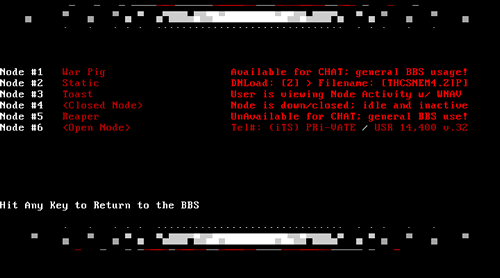 Node #1 War Pig Available for CHAT; general BBS usage!
Node #2 Static DNLoad: [Z] > Filename: [THCSNEM4.ZIP]
Node #3 Toast User is viewing Node Activity w/ WNAV
Node #4 <Closed Node> Node is down/closed; idle and inactive
Node #5 Reaper UnAvailable for CHAT; general BBS use!
Node #6 <Open Node> Tel#: (iTS) PRi-VATE / USR 14,400 v.32
Hit Any Key to Return to the BBS